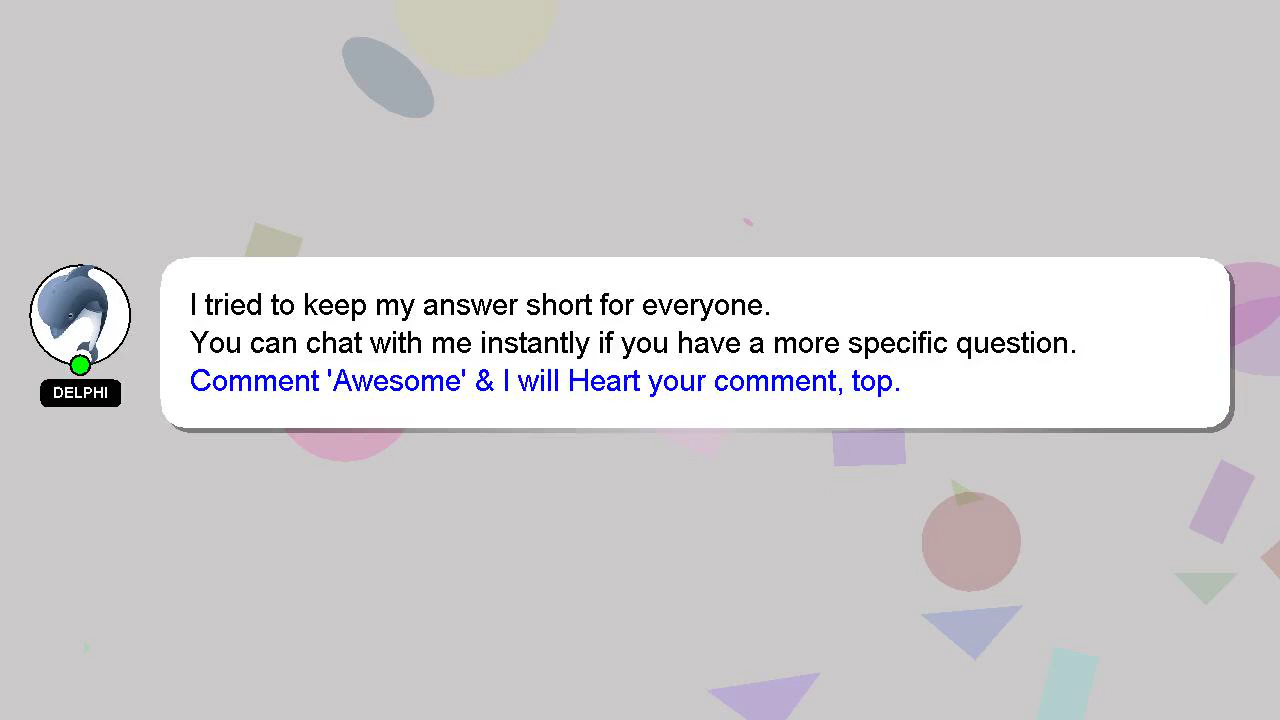 I tried to keep my answer short for everyone.
You can chat with me instantly if you have a more specific question.
Comment 'Awesome' & I will Heart your comment, top.
DELPHI